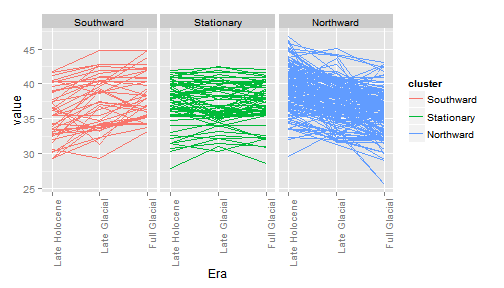 Southward
Stationary
Northward
value
45
40
35
30
25
Late Holocene
Late Glacial
Full Glacial
Late Holocene
Late Glacial
Full Glacial
Late Holocene
Late Glacial
Full Glacial
Era
cluster
Southward
Stationary
Northward